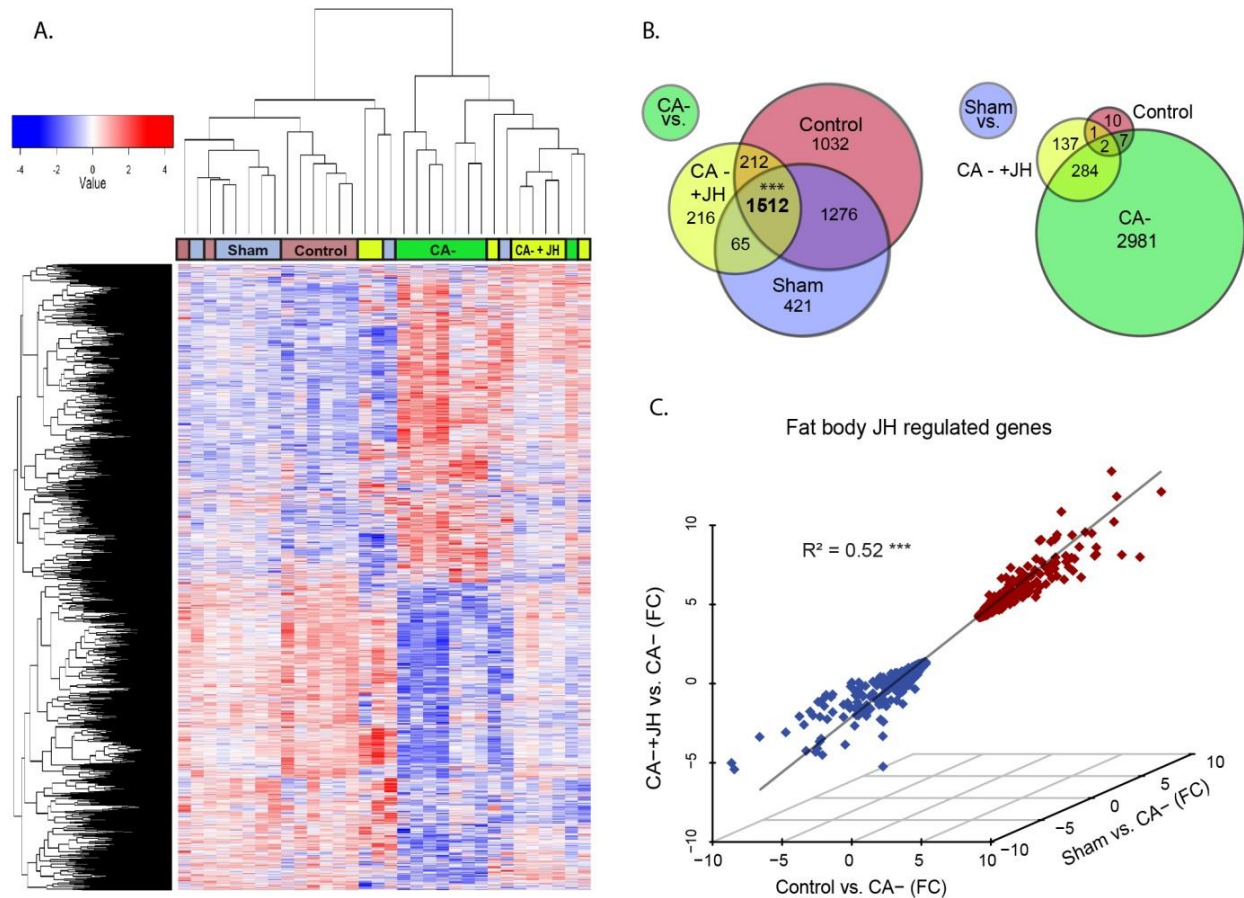 A.
-4 -2 0 2 4
Value
Sham Control CA- CA- + JH
B.
CA-
vs.
Control
1032
212
CA -
+JH
***
1512
216
1276
65
Sham
421
Sham
vs.
Control
10
1
7
2
137
CA - +JH
284
CA-
2981
C.
Fat body JH regulated genes
R² = 0.52 ***
CA−+JH vs. CA− (FC)
10
5
0
−5
−10
−10 −5 0 5 10
Control vs. CA− (FC)
−10 −5 0 5 10
Sham vs. CA− (FC)